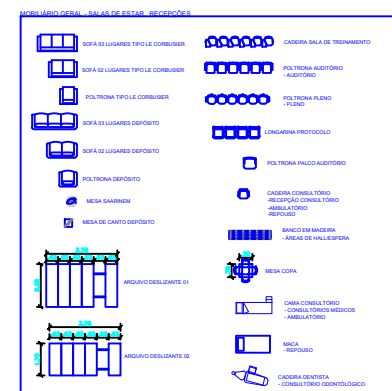 MOBILIÁRIO GERAL - SALAS DE ESTAR, RECEPÇÕES
SOFÁ 03 LUGARES TIPO LE CORBUSIER
SOFÁ 02 LUGARES TIPO LE CORBUSIER
POLTRONA TIPO LE CORBUSIER
SOFÁ 03 LUGARES DEPÓSITO
SOFÁ 02 LUGARES DEPÓSITO
POLTRONA DEPÓSITO
MESA SAARINEM
MESA DE CANTO DEPÓSITO
ARQUIVO DESLIZANTE 01
ARQUIVO DESLIZANTE 02
CADEIRA SALA DE TREINAMENTO
POLTRONA AUDITÓRIO
- AUDITÓRIO
POLTRONA PLENO
- PLENO
LONGARINA PROTOCOLO
POLTRONA PALCO AUDITÓRIO
CADEIRA CONSULTÓRIO
-RECEPÇÃO CONSULTÓRIO
-AMBULATÓRIO
-REPOUSO
BANCO EM MADEIRA
- ÁREAS DE HALL/ESPERA
MESA COPA
CAMA CONSULTÓRIO
- CONSULTÓRIOS MÉDICOS
- AMBULATÓRIO
MACA
- REPOUSO
CADEIRA DENTISTA
- CONSULTÓRIO ODONTOLÓGICO